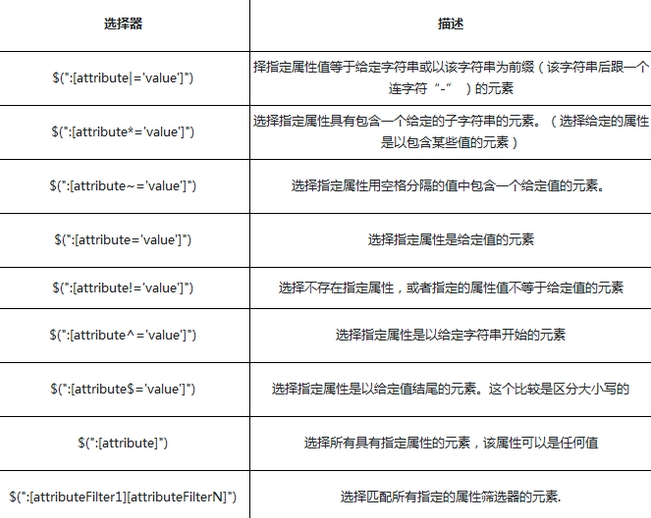 选择器 描述
$(":[attribute|='value']") 择指定属性值等于给定字符串或以该字符串为前缀（该字符串后跟一个
连字符“-” ）的元素
$(":[attribute*='value']") 选择指定属性具有包含一个给定的子字符串的元素。（选择给定的属性
是以包含某些值的元素）
$(":[attribute~='value']") 选择指定属性用空格分隔的值中包含一个给定值的元素。
$(":[attribute='value']") 选择指定属性是给定值的元素
$(":[attribute!='value']") 选择不存在指定属性，或者指定的属性值不等于给定值的元素
$(":[attribute^='value']") 选择指定属性是以给定字符串开始的元素
$(":[attribute$='value']") 选择指定属性是以给定值结尾的元素。这个比较是区分大小写的
$(":[attribute]") 选择所有具有指定属性的元素，该属性可以是任何值
$(":[attributeFilter1][attributeFilterN]") 选择匹配所有指定的属性筛选器的元素.